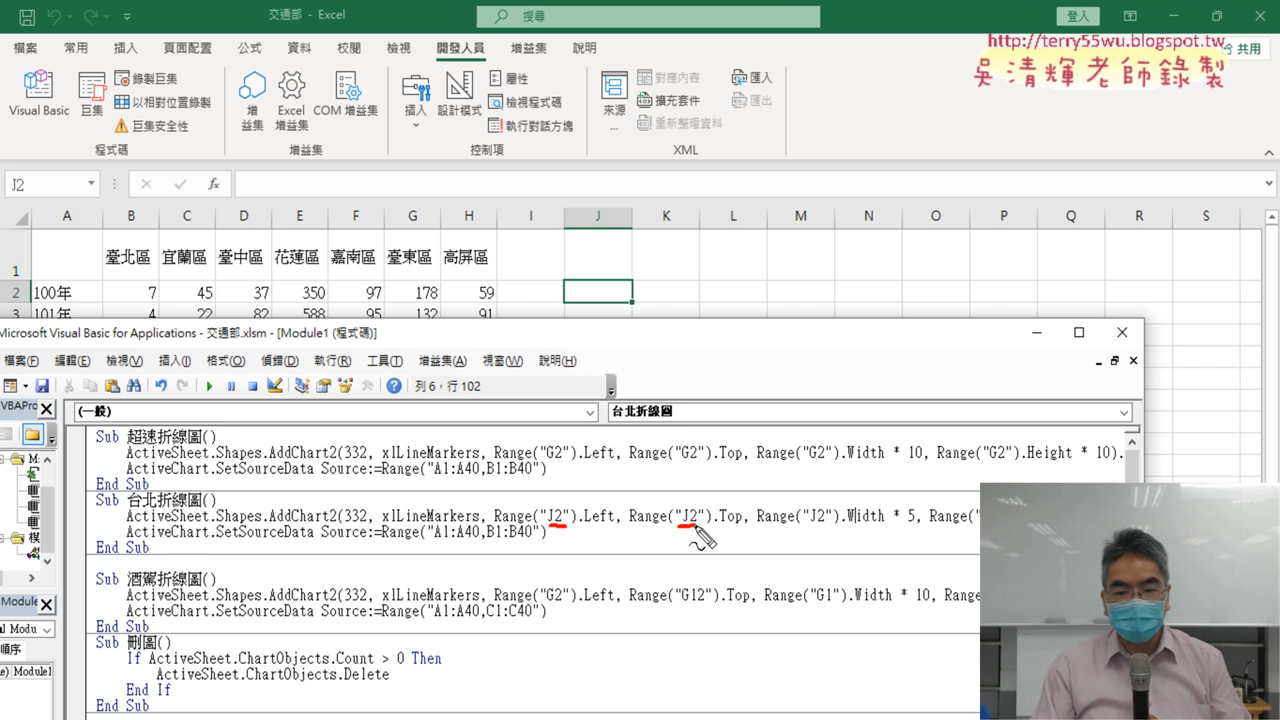 交通部 - Excel
搜尋
登入
檔案 常用 插入 頁面配置 公式 資料 校閱 檢視 開發人員 增益集 說明
共用
http://terry55wu.blogspot.tw
吳清輝老師錄製
Visual Basic 巨集 錄製巨集 以相對位置錄製 巨集安全性
程式碼
增益集 Excel 增益集 COM 增益集
增益集
插入 設計模式 屬性 檢視程式碼 執行對話方塊
控制項
來源... 對應內容 擴充套件 重新整理資料 匯入 匯出
XML
J2 fx
A B C D E F G H I J K L M N O P Q R S
1 臺北區 宜蘭區 臺中區 花蓮區 嘉南區 臺東區 高屏區
2 100年 7 45 37 350 97 178 59
3 101年 4 22 82 588 95 132 91
Microsoft Visual Basic for Applications - 交通部.xlsm - [Module1 (程式碼)]
檔案(F) 編輯(E) 檢視(V) 插入(I) 格式(O) 偵錯(D) 執行(R) 工具(T) 增益集(A) 視窗(W) 說明(H)
列 6，行 102
VBAPro
(一般) 台北折線圖
Sub 超速折線圖()
ActiveSheet.Shapes.AddChart2(332, xlLineMarkers, Range("G2").Left, Range("G2").Top, Range("G2").Width * 10, Range("G2").Height * 10).
ActiveChart.SetSourceData Source:=Range("A1:A40,B1:B40")
End Sub
Sub 台北折線圖()
ActiveSheet.Shapes.AddChart2(332, xlLineMarkers, Range("J2").Left, Range("J2").Top, Range("J2").Width * 5, Range("
ActiveChart.SetSourceData Source:=Range("A1:A40,B1:B40")
End Sub
Sub 酒駕折線圖()
ActiveSheet.Shapes.AddChart2(332, xlLineMarkers, Range("G2").Left, Range("G12").Top, Range("G1").Width * 10, Range("
ActiveChart.SetSourceData Source:=Range("A1:A40,C1:C40")
End Sub
Sub 刪圖()
If ActiveSheet.ChartObjects.Count > 0 Then
ActiveSheet.ChartObjects.Delete
End If
End Sub
Module
Modu
順序
Module1